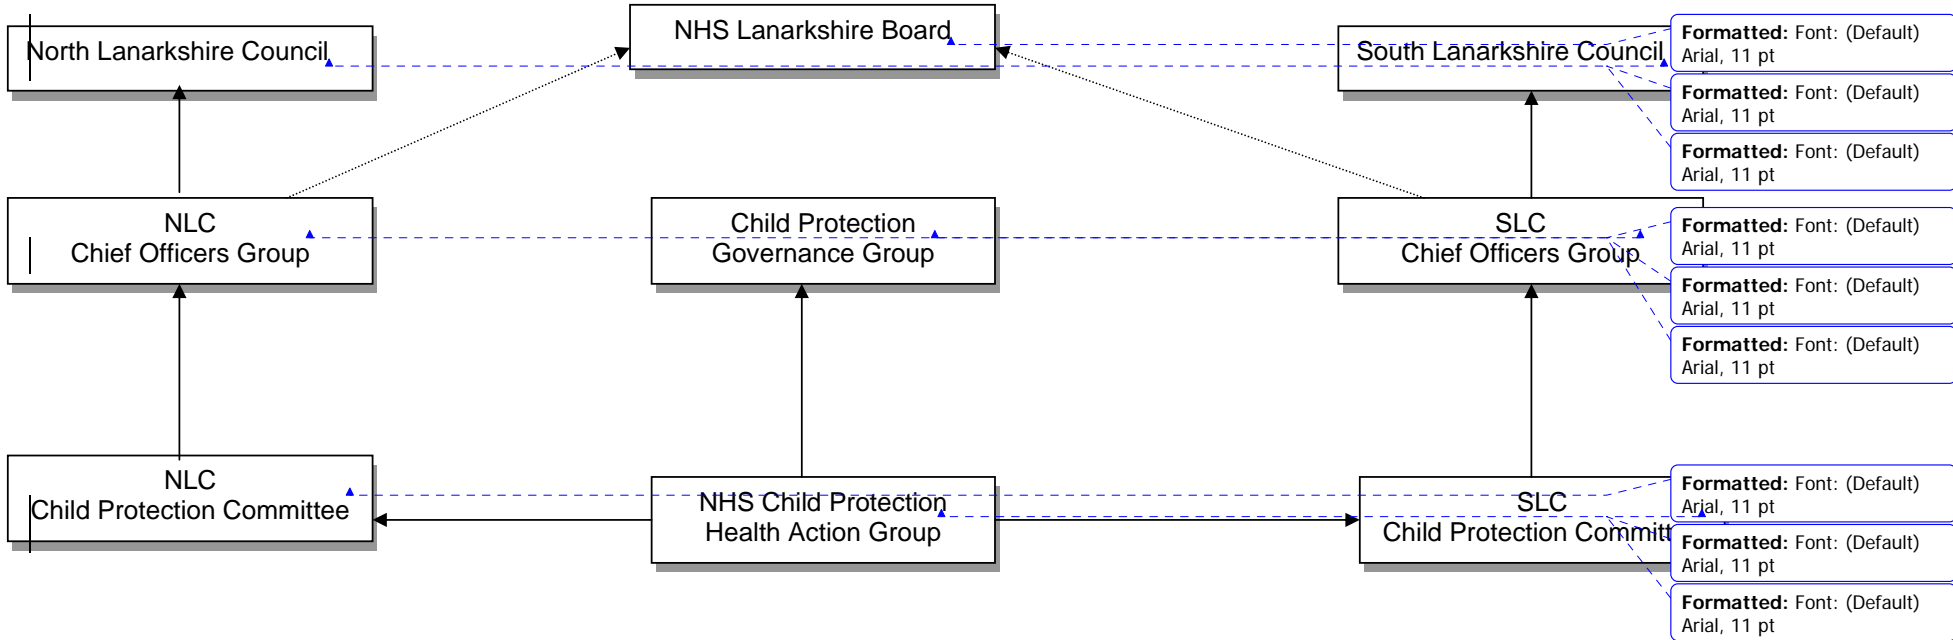 North Lanarkshire Council
NHS Lanarkshire Board
South Lanarkshire Council
NLC
Chief Officers Group
Child Protection
Governance Group
SLC
Chief Officers Group
NLC
Child Protection Committee
NHS Child Protection
Health Action Group
SLC
Child Protection Committ
Formatted: Font: (Default)
Arial, 11 pt
Formatted: Font: (Default)
Arial, 11 pt
Formatted: Font: (Default)
Arial, 11 pt
Formatted: Font: (Default)
Arial, 11 pt
Formatted: Font: (Default)
Arial, 11 pt
Formatted: Font: (Default)
Arial, 11 pt
Formatted: Font: (Default)
Arial, 11 pt
Formatted: Font: (Default)
Arial, 11 pt
Formatted: Font: (Default)
Arial, 11 pt